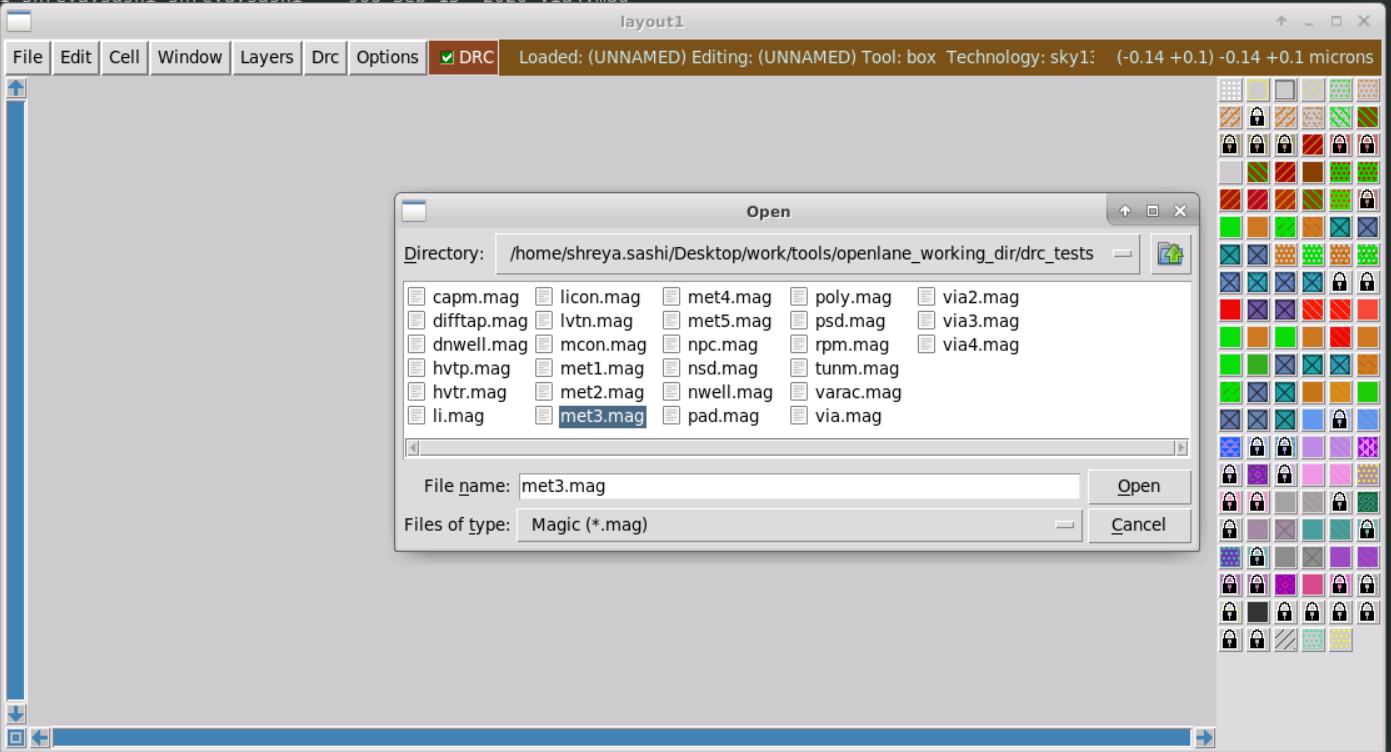 layout1
File Edit Cell Window Layers Drc Options DRC Loaded: (UNNAMED) Editing: (UNNAMED) Tool: box Technology: sky13 (-0.14 +0.1) -0.14 +0.1 microns
Open
Directory: /home/shreya.sashi/Desktop/work/tools/openlane_working_dir/drc_tests
capm.mag licon.mag met4.mag poly.mag via2.mag
difftap.mag lvtn.mag met5.mag psd.mag via3.mag
dnwell.mag mcon.mag npc.mag rpm.mag via4.mag
hvtp.mag met1.mag nsd.mag tunm.mag
hvtr.mag met2.mag nwell.mag varac.mag
li.mag met3.mag pad.mag via.mag
File name: met3.mag Open
Files of type: Magic (*.mag) Cancel